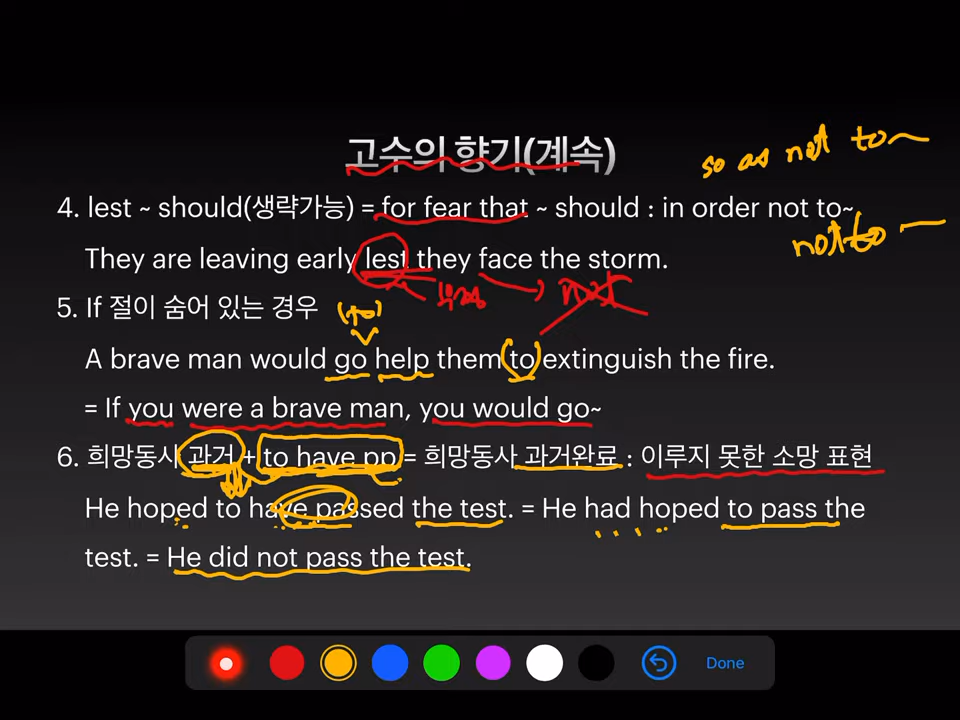 고수의 향기(계속)
so as not to~
4. lest ~ should(생략가능) = for fear that ~ should : in order not to~
not to ~
They are leaving early lest they face the storm.
부정
not
5. If 절이 숨어 있는 경우
(to)
A brave man would go help them (to) extinguish the fire.
= If you were a brave man, you would go~
6. 희망동사 과거 + to have pp = 희망동사 과거완료 : 이루지 못한 소망 표현
He hoped to have passed the test. = He had hoped to pass the
test. = He did not pass the test.
Done